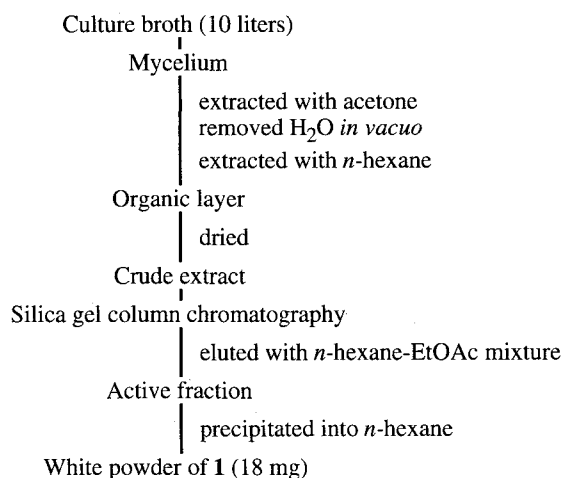 Culture broth (10 liters)
Mycelium
extracted with acetone
removed H₂O in vacuo
extracted with n-hexane
Organic layer
dried
Crude extract
Silica gel column chromatography
eluted with n-hexane-EtOAc mixture
Active fraction
precipitated into n-hexane
White powder of 1 (18 mg)